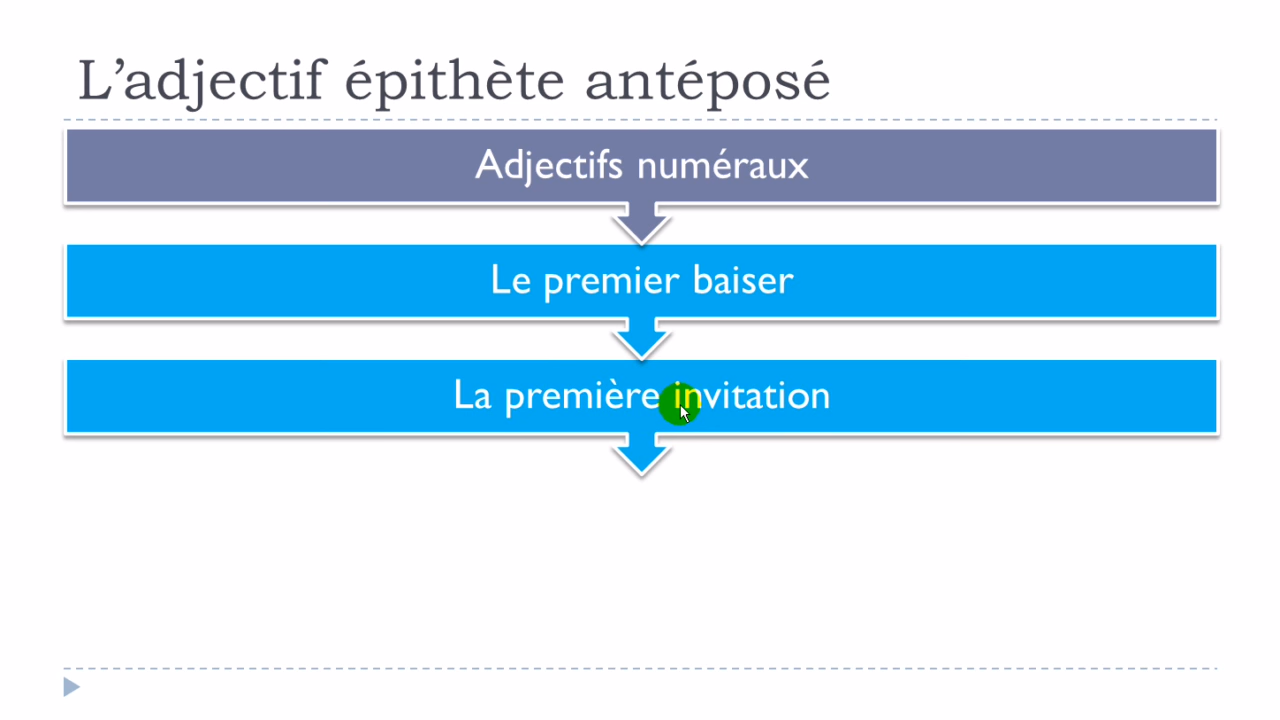 L’adjectif épithète antéposé
Adjectifs numéraux
Le premier baiser
La première invitation